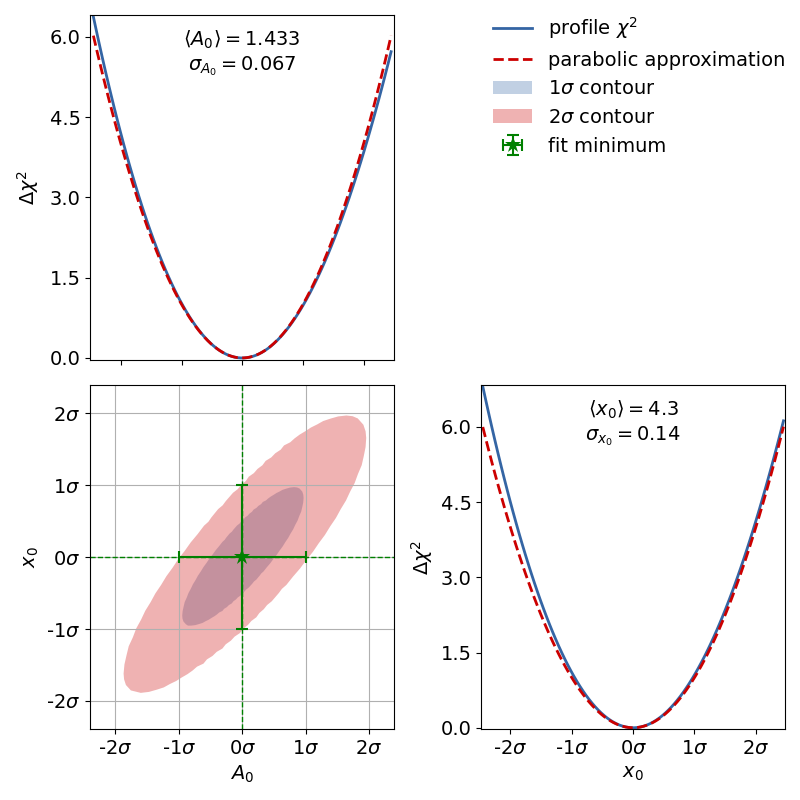 6.0
4.5
3.0
1.5
0.0
Δχ²
⟨A₀⟩ = 1.433
σ_A₀ = 0.067
profile χ²
parabolic approximation
1σ contour
2σ contour
fit minimum
2σ
1σ
0σ
-1σ
-2σ
x₀
-2σ -1σ 0σ 1σ 2σ
A₀
6.0
4.5
3.0
1.5
0.0
Δχ²
⟨x₀⟩ = 4.3
σ_x₀ = 0.14
-2σ -1σ 0σ 1σ 2σ
x₀